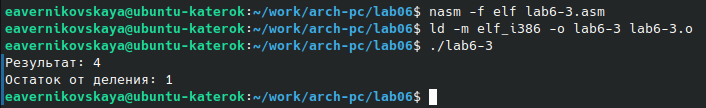 eavernikovskaya@ubuntu-katerok:~/work/arch-pc/lab06$ nasm -f elf lab6-3.asm
eavernikovskaya@ubuntu-katerok:~/work/arch-pc/lab06$ ld -m elf_i386 -o lab6-3 lab6-3.o
eavernikovskaya@ubuntu-katerok:~/work/arch-pc/lab06$ ./lab6-3
Результат: 4
Остаток от деления: 1
eavernikovskaya@ubuntu-katerok:~/work/arch-pc/lab06$